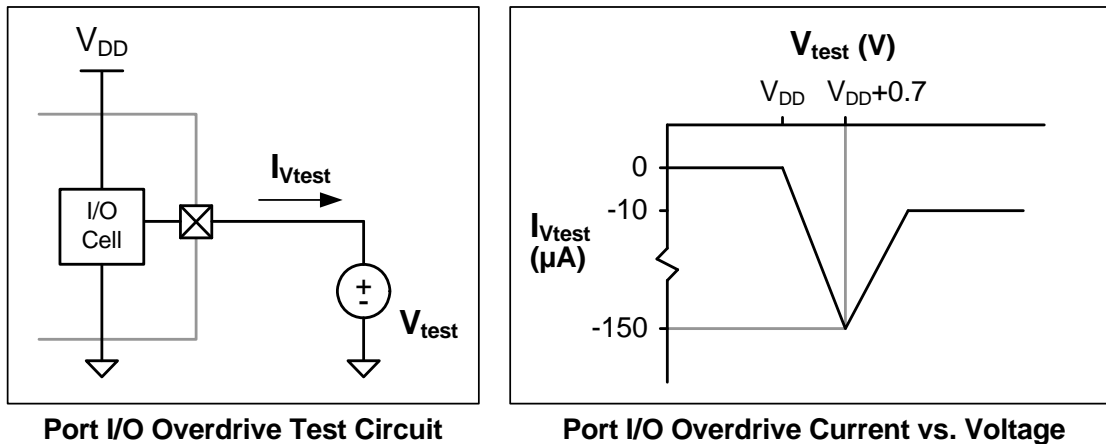 V_DD
I_Vtest
I/O
Cell
+
-
V_test
Port I/O Overdrive Test Circuit
V_test (V)
V_DD
V_DD+0.7
0
-10
I_Vtest
(µA)
-150
Port I/O Overdrive Current vs. Voltage